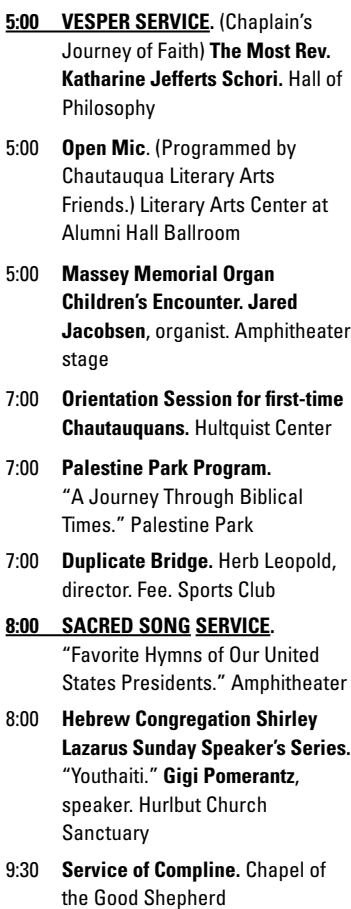 5:00 VESPER SERVICE. (Chaplain's
Journey of Faith) The Most Rev.
Katharine Jefferts Schori. Hall of
Philosophy
5:00 Open Mic. (Programmed by
Chautauqua Literary Arts
Friends.) Literary Arts Center at
Alumni Hall Ballroom
5:00 Massey Memorial Organ
Children's Encounter. Jared
Jacobsen, organist. Amphitheater
stage
7:00 Orientation Session for first-time
Chautauquans. Hultquist Center
7:00 Palestine Park Program.
“A Journey Through Biblical
Times.” Palestine Park
7:00 Duplicate Bridge. Herb Leopold,
director. Fee. Sports Club
8:00 SACRED SONG SERVICE.
“Favorite Hymns of Our United
States Presidents.” Amphitheater
8:00 Hebrew Congregation Shirley
Lazarus Sunday Speaker's Series.
“Youthaiti.” Gigi Pomerantz,
speaker. Hurlbut Church
Sanctuary
9:30 Service of Compline. Chapel of
the Good Shepherd